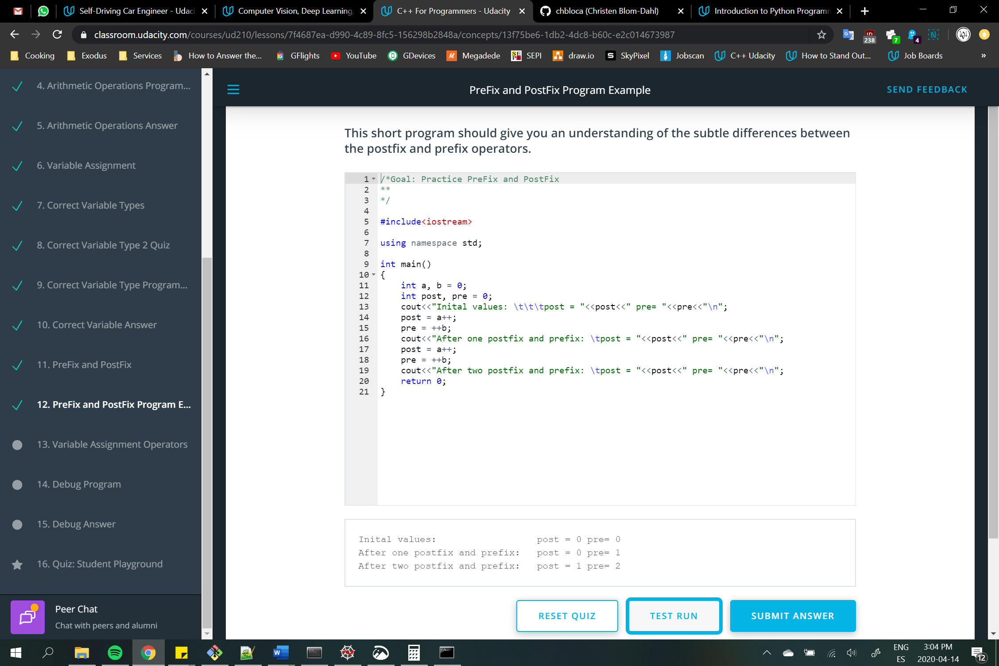 Self-Driving Car Engineer - Udaci
Computer Vision, Deep Learning,
C++ For Programmers - Udacity
chbloca (Christen Blom-Dahl)
Introduction to Python Programm
classroom.udacity.com/courses/ud210/lessons/7f4687ea-d990-4c89-8fc5-156298b2848a/concepts/13f75be6-1db2-4dc8-b60c-e2c014673987
238
7
4
Cooking
Exodus
Services
How to Answer the...
GFlights
YouTube
GDevices
Megadede
SEPI
draw.io
SkyPixel
Jobscan
C++ Udacity
How to Stand Out...
Job Boards
»
4. Arithmetic Operations Program...
5. Arithmetic Operations Answer
6. Variable Assignment
7. Correct Variable Types
8. Correct Variable Type 2 Quiz
9. Correct Variable Type Program...
10. Correct Variable Answer
11. PreFix and PostFix
12. PreFix and PostFix Program E...
13. Variable Assignment Operators
14. Debug Program
15. Debug Answer
16. Quiz: Student Playground
Peer Chat
Chat with peers and alumni
PreFix and PostFix Program Example
SEND FEEDBACK
This short program should give you an understanding of the subtle differences between
the postfix and prefix operators.
1 /*Goal: Practice PreFix and PostFix
2 **
3 */
4
5 #include<iostream>
6
7 using namespace std;
8
9 int main()
10 {
11     int a, b = 0;
12     int post, pre = 0;
13     cout<<"Inital values: \t\t\tpost = "<<post<<" pre= "<<pre<<"\n";
14     post = a++;
15     pre = ++b;
16     cout<<"After one postfix and prefix: \tpost = "<<post<<" pre= "<<pre<<"\n";
17     post = a++;
18     pre = ++b;
19     cout<<"After two postfix and prefix: \tpost = "<<post<<" pre= "<<pre<<"\n";
20     return 0;
21 }
Inital values: post = 0 pre= 0
After one postfix and prefix: post = 0 pre= 1
After two postfix and prefix: post = 1 pre= 2
RESET QUIZ
TEST RUN
SUBMIT ANSWER
ENG
ES
3:04 PM
2020-04-14
12